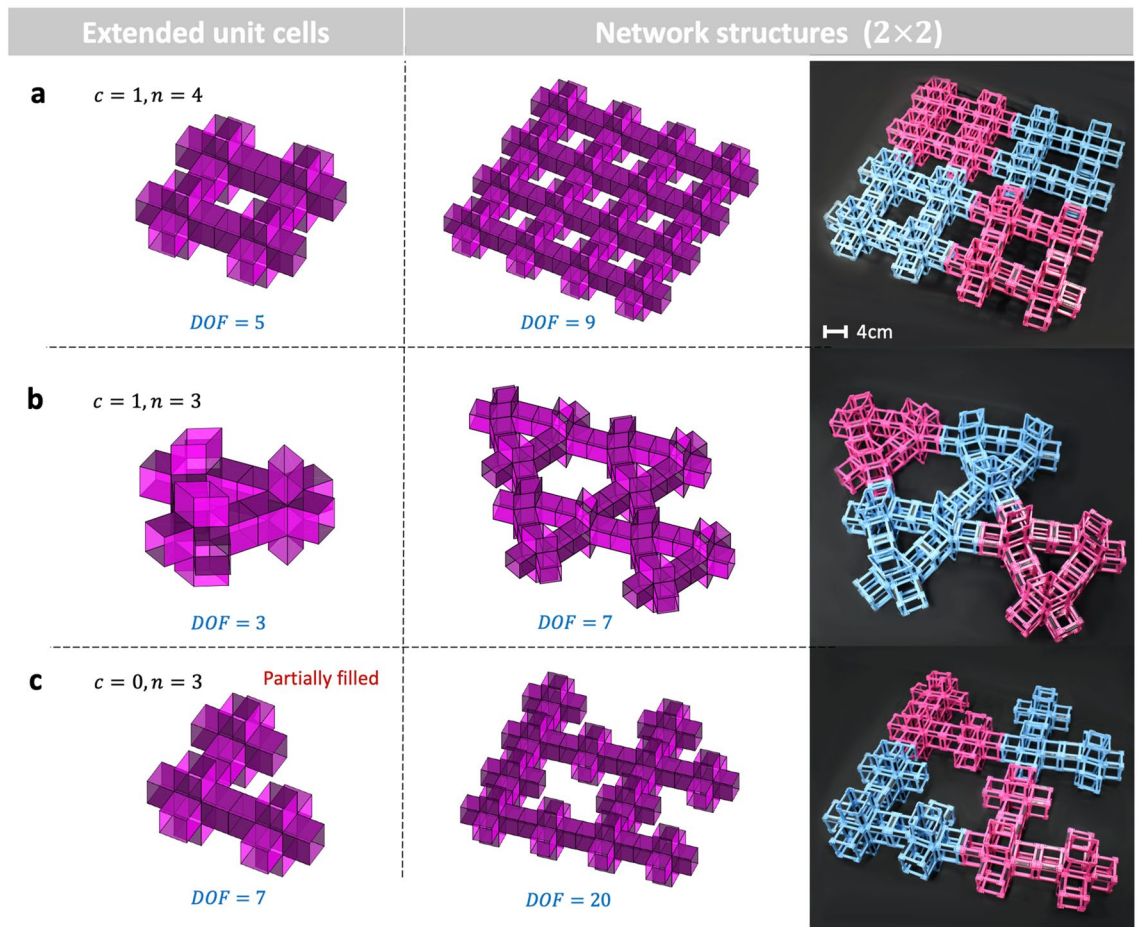 Extended unit cells
Network structures (2×2)
a
c = 1, n = 4
DOF = 5
DOF = 9
4cm
b
c = 1, n = 3
DOF = 3
DOF = 7
c
c = 0, n = 3
Partially filled
DOF = 7
DOF = 20